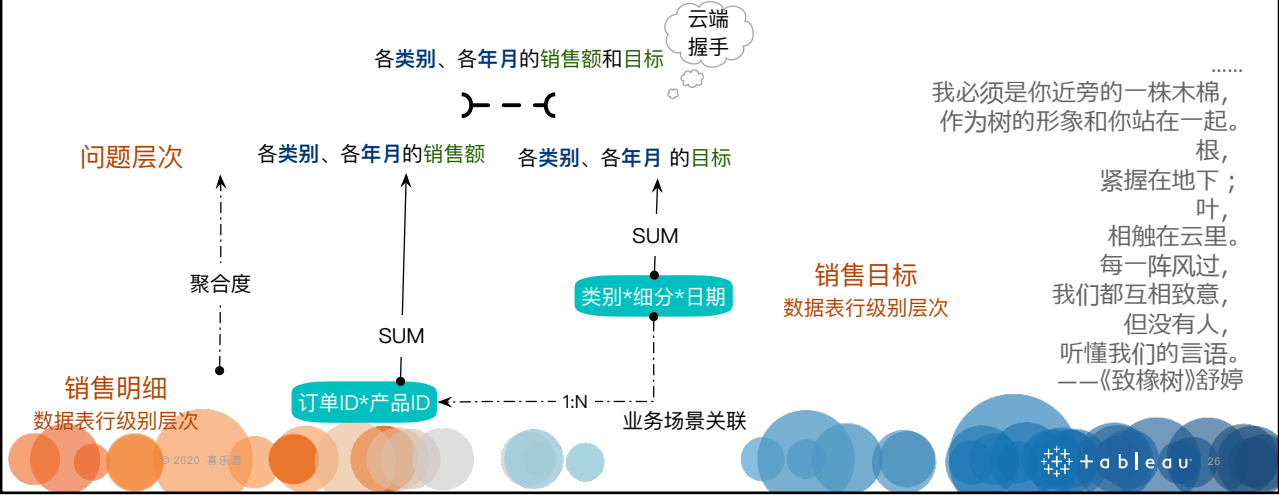 云端
握手
各类别、各年月的销售额和目标
问题层次
各类别、各年月的销售额
各类别、各年月 的目标
SUM
聚合度
类别*细分*日期
销售目标
数据表行级别层次
SUM
销售明细
数据表行级别层次
订单ID*产品ID
1:N
业务场景关联
……
我必须是你近旁的一株木棉，
作为树的形象和你站在一起。
根，
紧握在地下；
叶，
相触在云里。
每一阵风过，
我们都互相致意，
但没有人，
听懂我们的言语。
——《致橡树》舒婷
© 2020 喜乐君
+ableau
26